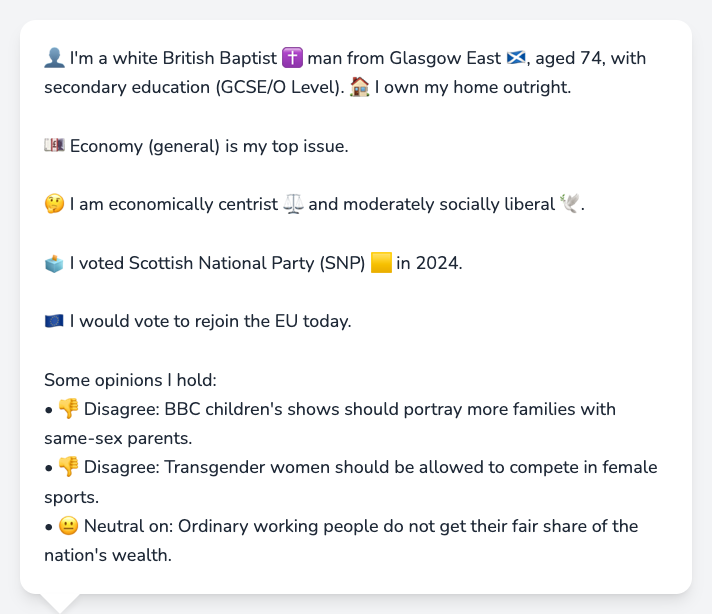 👤 I'm a white British Baptist ✝️ man from Glasgow East 🏴󠁧󠁢󠁳󠁣󠁴󠁿, aged 74, with
secondary education (GCSE/O Level). 🏠 I own my home outright.
💷 Economy (general) is my top issue.
🤔 I am economically centrist ⚖️ and moderately socially liberal 🕊️.
🗳️ I voted Scottish National Party (SNP) 🟨 in 2024.
🇪🇺 I would vote to rejoin the EU today.
Some opinions I hold:
• 👎 Disagree: BBC children's shows should portray more families with
same-sex parents.
• 👎 Disagree: Transgender women should be allowed to compete in female
sports.
• 😐 Neutral on: Ordinary working people do not get their fair share of the
nation's wealth.